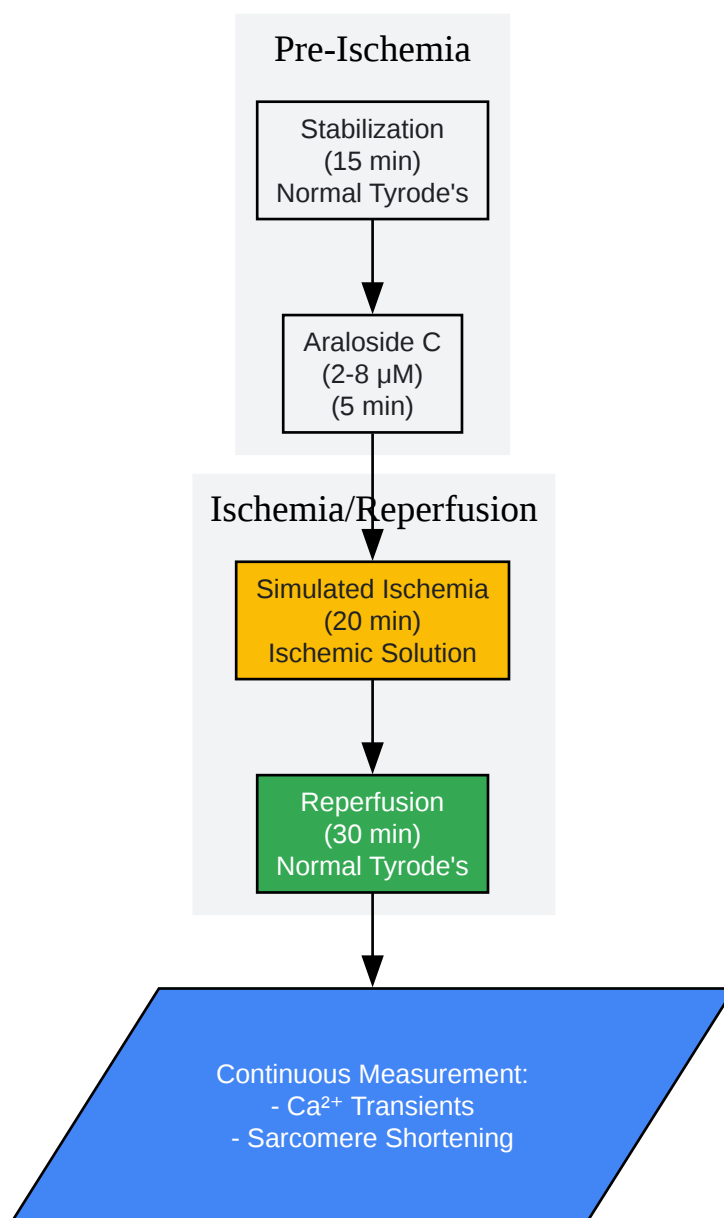 Pre-Ischemia
Stabilization
(15 min)
Normal Tyrode's
Araloside C
(2-8 µM)
(5 min)
Ischemia/Reperfusion
Simulated Ischemia
(20 min)
Ischemic Solution
Reperfusion
(30 min)
Normal Tyrode's
Continuous Measurement:
- Ca²⁺ Transients
- Sarcomere Shortening